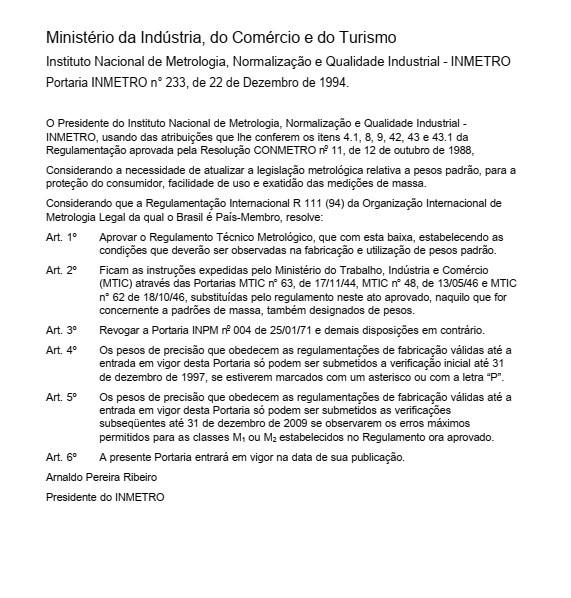 Ministério da Indústria, do Comércio e do Turismo
Instituto Nacional de Metrologia, Normalização e Qualidade Industrial - INMETRO
Portaria INMETRO n° 233, de 22 de Dezembro de 1994.
O Presidente do Instituto Nacional de Metrologia, Normalização e Qualidade Industrial -
INMETRO, usando das atribuições que lhe conferem os itens 4.1, 8, 9, 42, 43 e 43.1 da
Regulamentação aprovada pela Resolução CONMETRO nº 11, de 12 de outubro de 1988,
Considerando a necessidade de atualizar a legislação metrológica relativa a pesos padrão, para a
proteção do consumidor, facilidade de uso e exatidão das medições de massa.
Considerando que a Regulamentação Internacional R 111 (94) da Organização Internacional de
Metrologia Legal da qual o Brasil é País-Membro, resolve:
Art. 1º Aprovar o Regulamento Técnico Metrológico, que com esta baixa, estabelecendo as
condições que deverão ser observadas na fabricação e utilização de pesos padrão.
Art. 2º Ficam as instruções expedidas pelo Ministério do Trabalho, Indústria e Comércio
(MTIC) através das Portarias MTIC n° 63, de 17/11/44, MTIC n° 48, de 13/05/46 e MTIC
n° 62 de 18/10/46, substituídas pelo regulamento neste ato aprovado, naquilo que for
concernente a padrões de massa, também designados de pesos.
Art. 3º Revogar a Portaria INPM nº 004 de 25/01/71 e demais disposições em contrário.
Art. 4º Os pesos de precisão que obedecem as regulamentações de fabricação válidas até a
entrada em vigor desta Portaria só podem ser submetidos a verificação inicial até 31
de dezembro de 1997, se estiverem marcados com um asterisco ou com a letra “P”.
Art. 5º Os pesos de precisão que obedecem as regulamentações de fabricação válidas até a
entrada em vigor desta Portaria só podem ser submetidos as verificações
subseqüentes até 31 de dezembro de 2009 se observarem os erros máximos
permitidos para as classes M₁ ou M₂ estabelecidos no Regulamento ora aprovado.
Art. 6º A presente Portaria entrará em vigor na data de sua publicação.
Arnaldo Pereira Ribeiro
Presidente do INMETRO